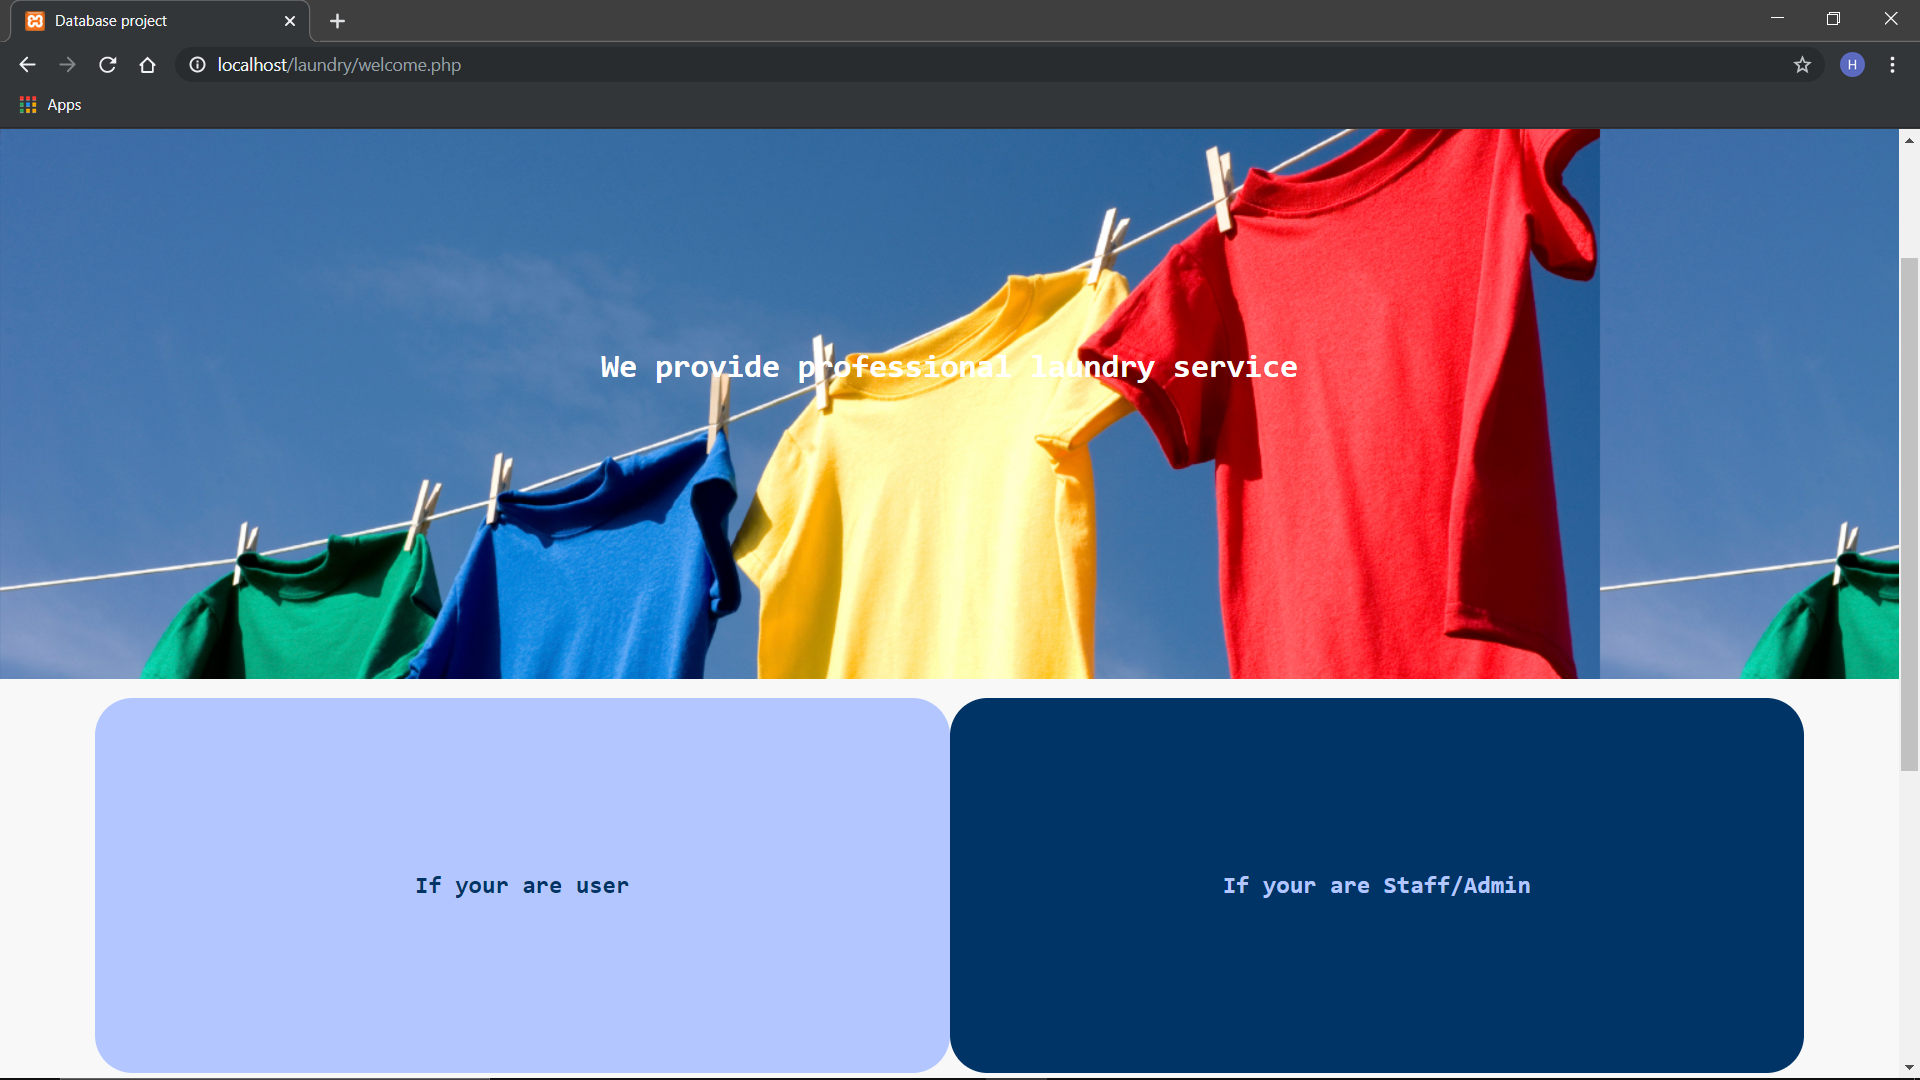 Database project
localhost/laundry/welcome.php
H
Apps
We provide professional laundry service
If your are user
If your are Staff/Admin